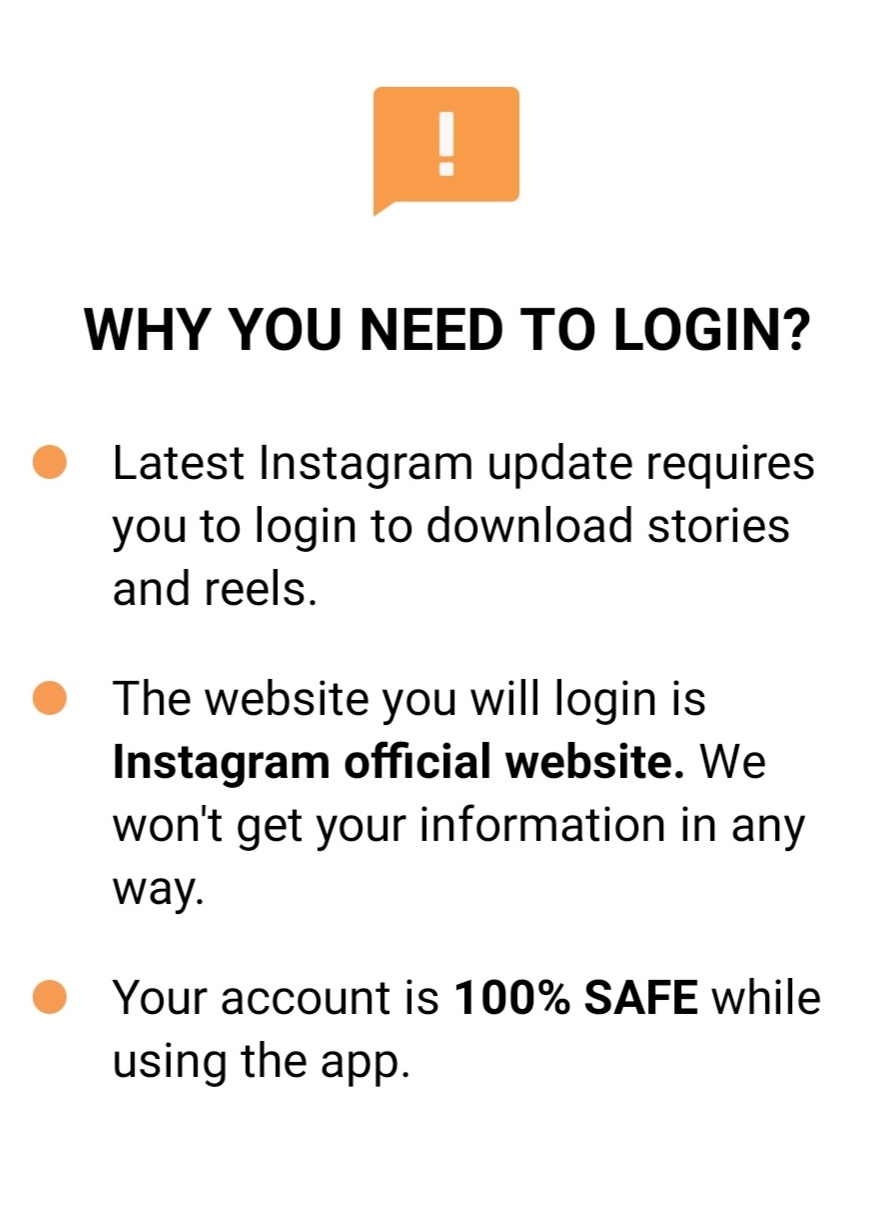 !
WHY YOU NEED TO LOGIN?
Latest Instagram update requires
you to login to download stories
and reels.
The website you will login is
Instagram official website. We
won't get your information in any
way.
Your account is 100% SAFE while
using the app.